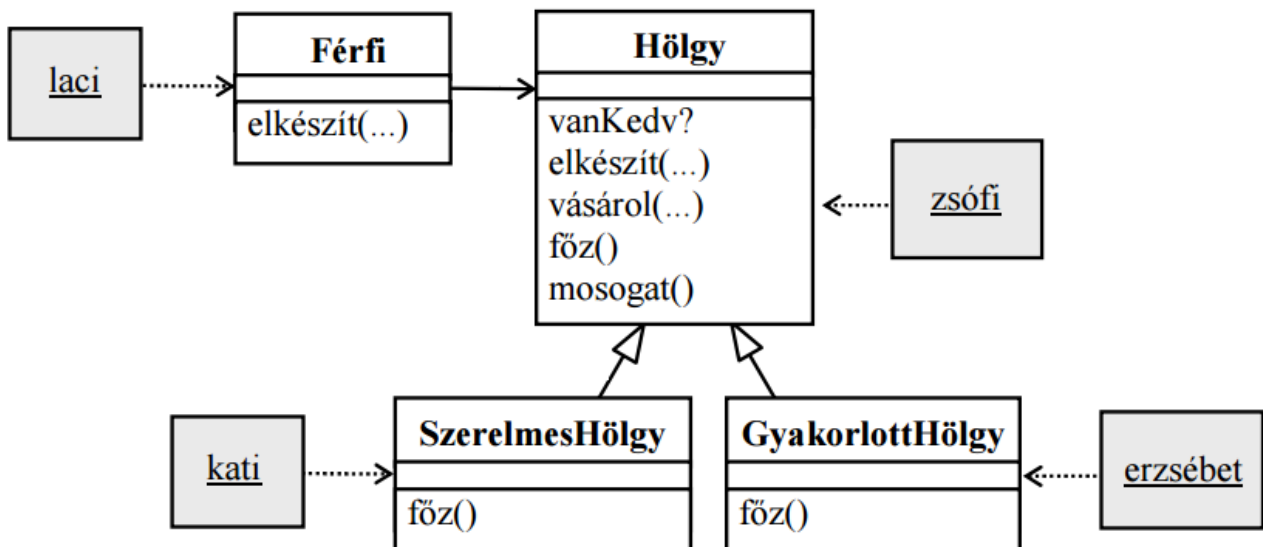 laci
Férfi
elkészít(...)
Hölgy
vanKedv?
elkészít(...)
vásárol(...)
főz()
mosogat()
zsófi
kati
SzerelmesHölgy
főz()
GyakorlottHölgy
főz()
erzsébet